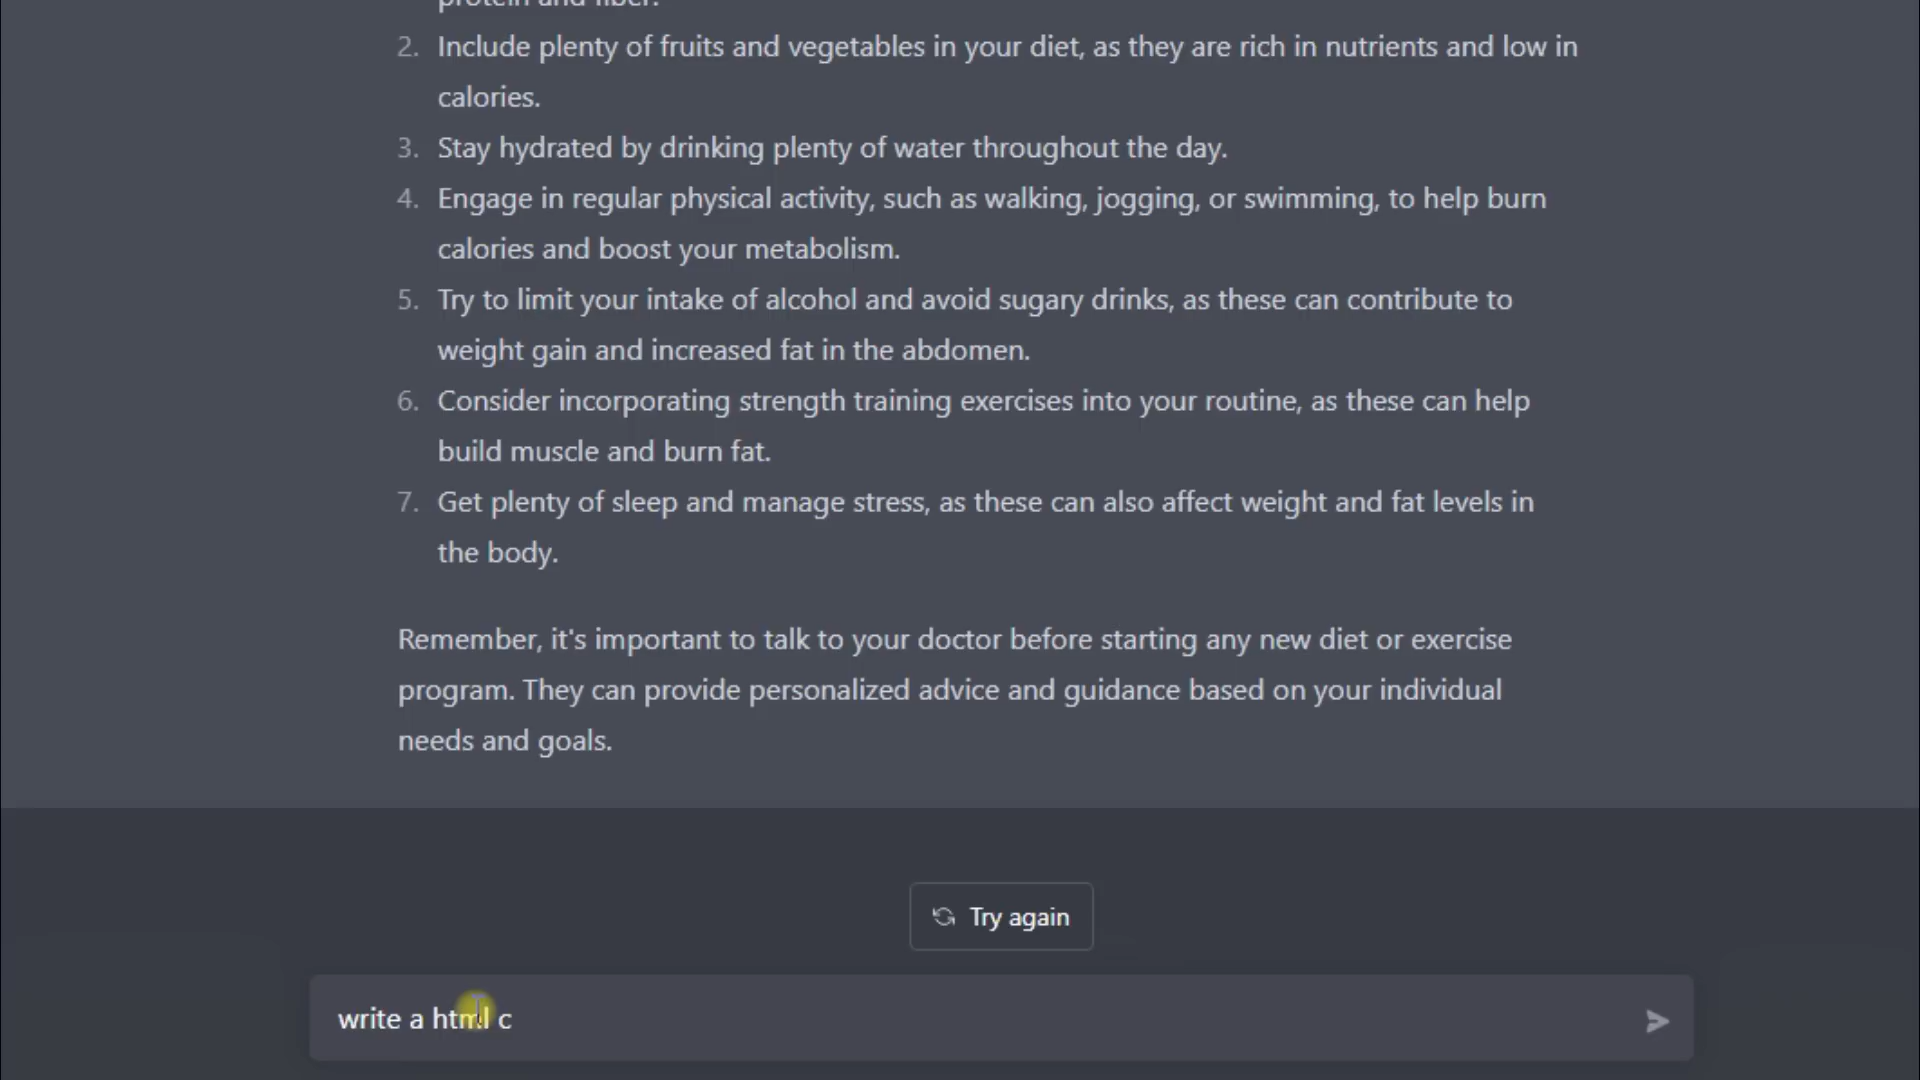 protein and fiber.
2. Include plenty of fruits and vegetables in your diet, as they are rich in nutrients and low in
calories.
3. Stay hydrated by drinking plenty of water throughout the day.
4. Engage in regular physical activity, such as walking, jogging, or swimming, to help burn
calories and boost your metabolism.
5. Try to limit your intake of alcohol and avoid sugary drinks, as these can contribute to
weight gain and increased fat in the abdomen.
6. Consider incorporating strength training exercises into your routine, as these can help
build muscle and burn fat.
7. Get plenty of sleep and manage stress, as these can also affect weight and fat levels in
the body.
Remember, it's important to talk to your doctor before starting any new diet or exercise
program. They can provide personalized advice and guidance based on your individual
needs and goals.
Try again
write a html c